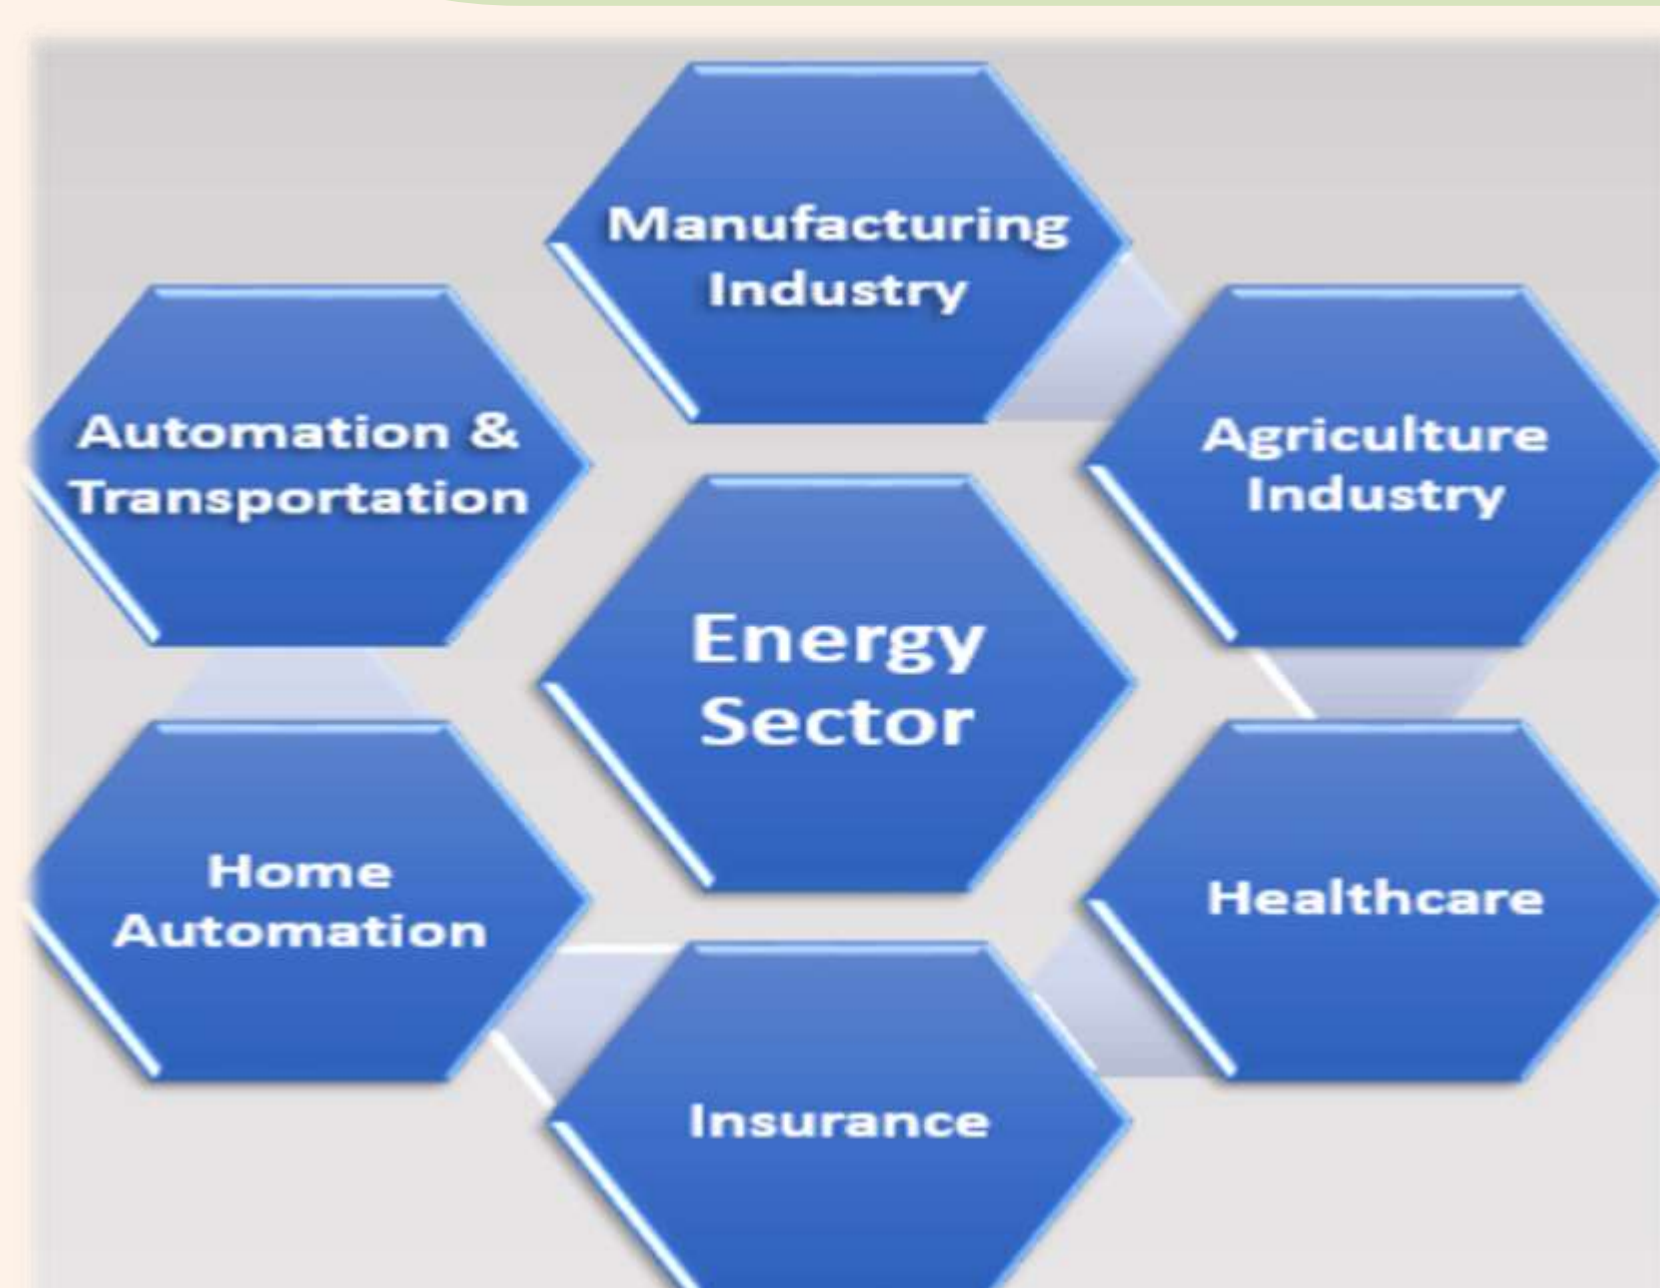 Manufacturing
Industry
Automation &
Transportation
Agriculture
Industry
Energy
Sector
Home
Automation
Healthcare
Insurance